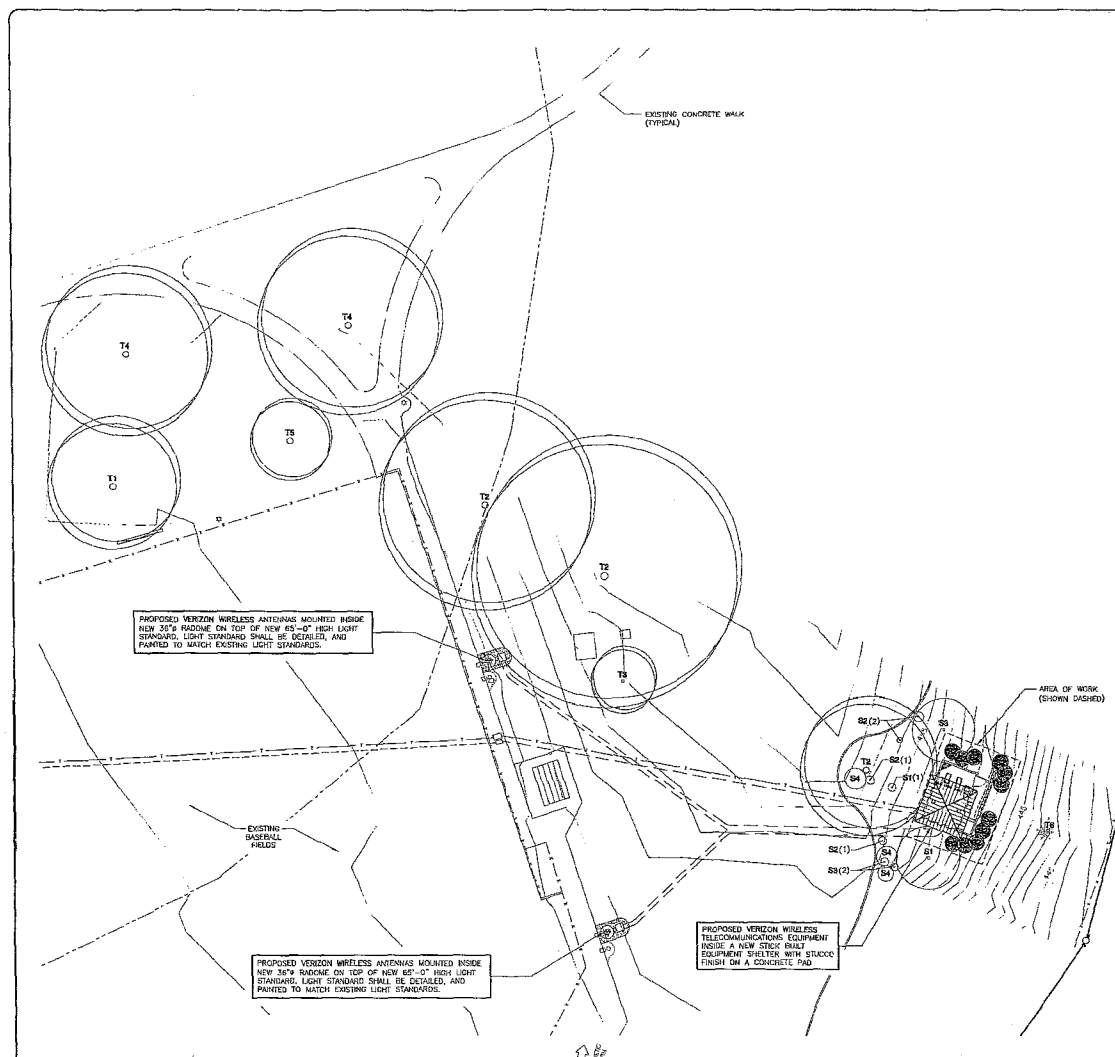 EXISTING CONCRETE WALK
(TYPICAL)
T4
T4
T5
T1
T2
T2
PROPOSED VERIZON WIRELESS ANTENNAS MOUNTED INSIDE
NEW 36"ø RADOME ON TOP OF NEW 65'-0" HIGH LIGHT
STANDARD. LIGHT STANDARD SHALL BE DETAILED, AND
PAINTED TO MATCH EXISTING LIGHT STANDARDS.
T3
AREA OF WORK
(SHOWN DASHED)
S2(2)
S3
T2
S4
S2(1)
S1(1)
EXISTING
BASEBALL
FIELDS
T6
S2(1)
S4
S1
S3(2)
S4
PROPOSED VERIZON WIRELESS
TELECOMMUNICATIONS EQUIPMENT
INSIDE A NEW STICK BUILT
EQUIPMENT SHELTER WITH STUCCO
FINISH ON A CONCRETE PAD
PROPOSED VERIZON WIRELESS ANTENNAS MOUNTED INSIDE
NEW 36"ø RADOME ON TOP OF NEW 65'-0" HIGH LIGHT
STANDARD. LIGHT STANDARD SHALL BE DETAILED, AND
PAINTED TO MATCH EXISTING LIGHT STANDARDS.